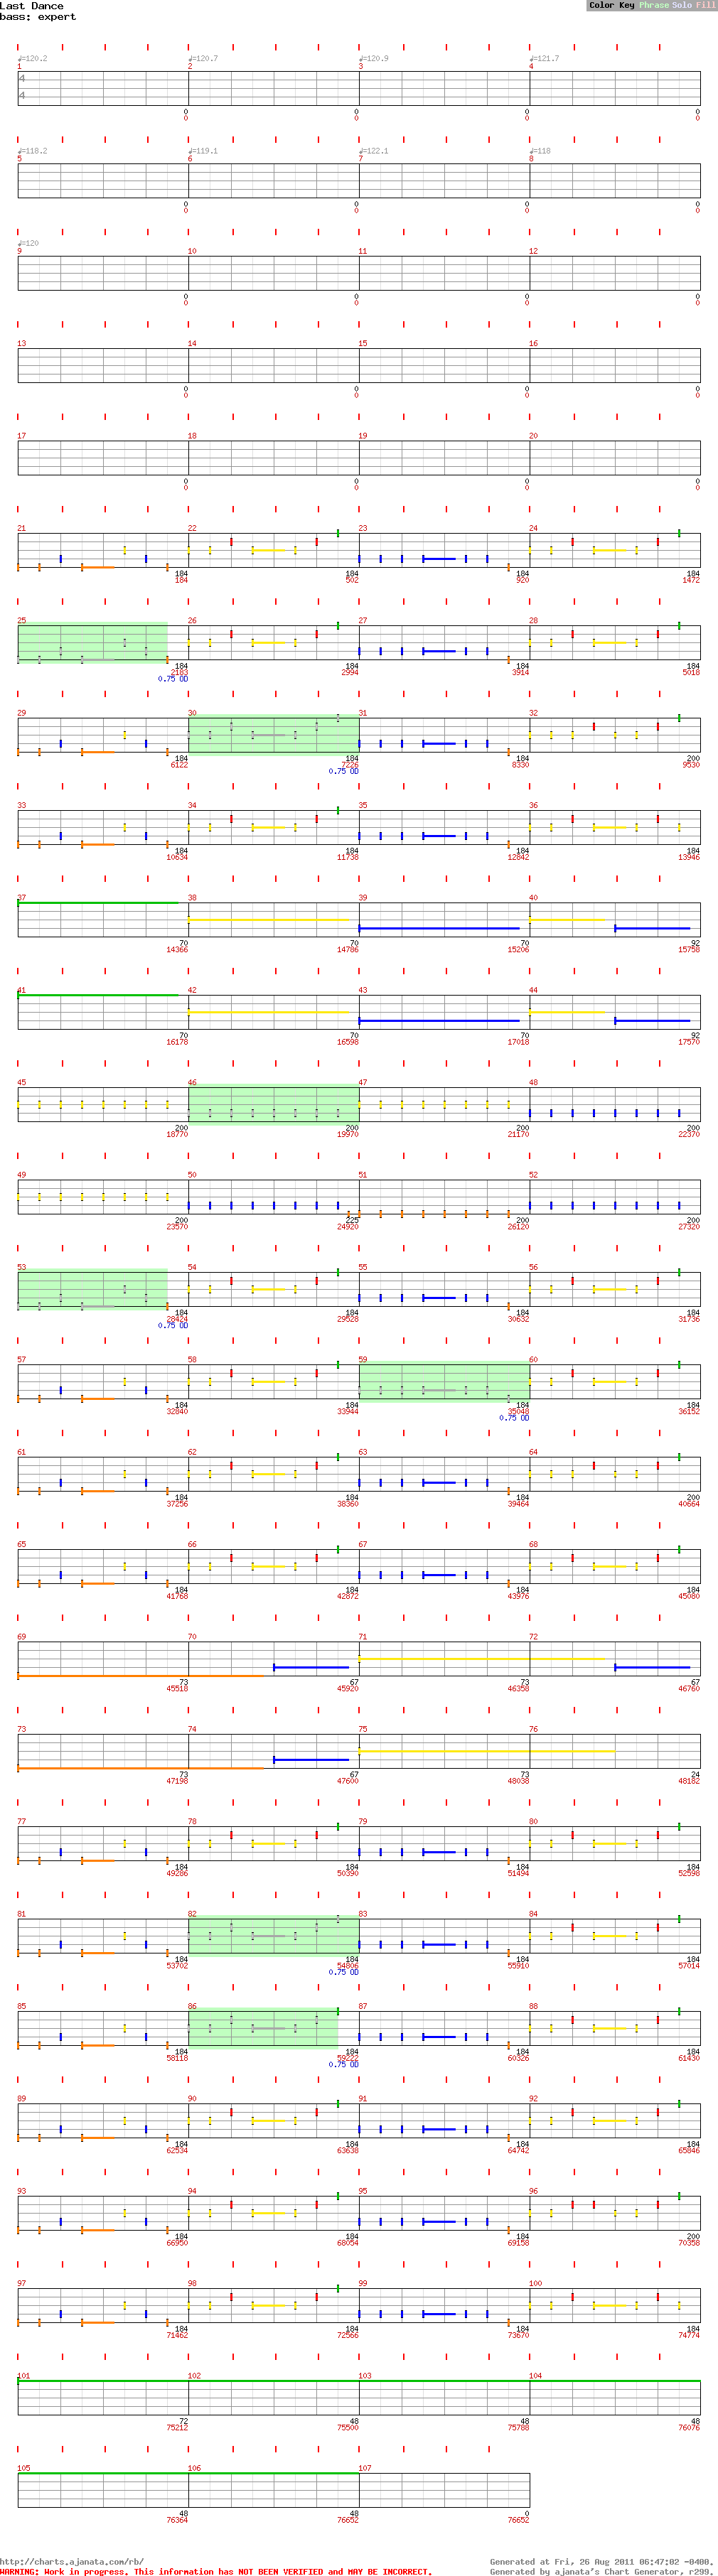 Last Dance
bass: expert
Color Key Phrase Solo Fill
♩=120.2 ♩=120.7 ♩=120.9 ♩=121.7
1 2 3 4
4
4
0 0 0 0
0 0 0 0
♩=118.2 ♩=119.1 ♩=122.1 ♩=118
5 6 7 8
0 0 0 0
0 0 0 0
♩=120
9 10 11 12
0 0 0 0
0 0 0 0
13 14 15 16
0 0 0 0
0 0 0 0
17 18 19 20
0 0 0 0
0 0 0 0
21 22 23 24
184 184 184 184
184 502 920 1472
25 26 27 28
184 184 184 184
2183 2994 3914 5018
0.75 OD
29 30 31 32
184 184 184 200
6122 7226 8330 9530
0.75 OD
33 34 35 36
184 184 184 184
10634 11738 12842 13946
37 38 39 40
70 70 70 92
14366 14786 15206 15758
41 42 43 44
70 70 70 92
16178 16598 17018 17570
45 46 47 48
200 200 200 200
18770 19970 21170 22370
49 50 51 52
200 225 200 200
23570 24920 26120 27320
53 54 55 56
184 184 184 184
28424 29528 30632 31736
0.75 OD
57 58 59 60
184 184 184 184
32840 33944 35048 36152
0.75 OD
61 62 63 64
184 184 184 200
37256 38360 39464 40664
65 66 67 68
184 184 184 184
41768 42872 43976 45080
69 70 71 72
73 67 73 67
45518 45920 46358 46760
73 74 75 76
73 67 73 24
47198 47600 48038 48182
77 78 79 80
184 184 184 184
49286 50390 51494 52598
81 82 83 84
184 184 184 184
53702 54806 55910 57014
0.75 OD
85 86 87 88
184 184 184 184
58118 59222 60326 61430
0.75 OD
89 90 91 92
184 184 184 184
62534 63638 64742 65846
93 94 95 96
184 184 184 200
66950 68054 69158 70358
97 98 99 100
184 184 184 184
71462 72566 73670 74774
101 102 103 104
72 48 48 48
75212 75500 75788 76076
105 106 107
48 48 0
76364 76652 76652
http://charts.ajanata.com/rb/
WARNING: Work in progress. This information has NOT BEEN VERIFIED and MAY BE INCORRECT.
Generated at Fri, 26 Aug 2011 06:47:02 -0400.
Generated by ajanata's Chart Generator, r299.